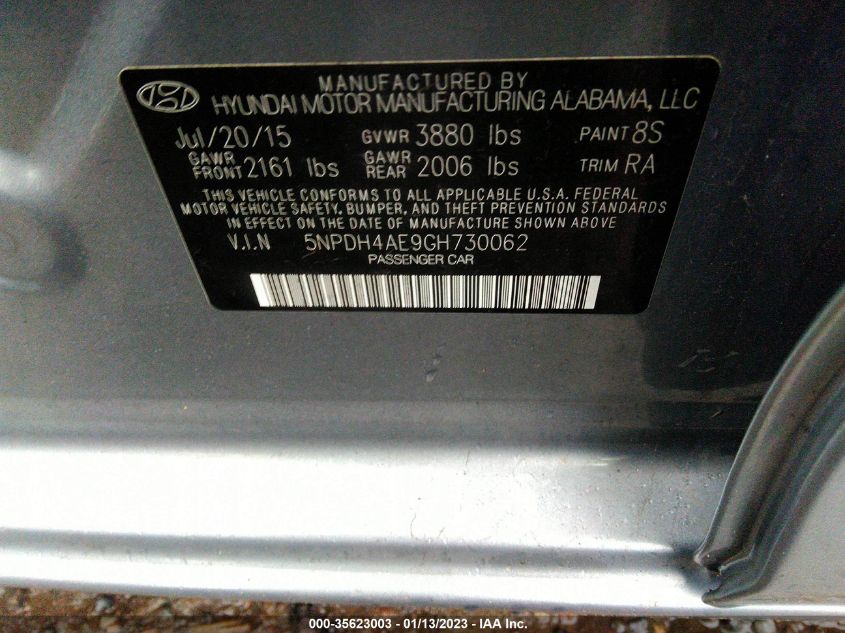 MANUFACTURED BY
HYUNDAI MOTOR MANUFACTURING ALABAMA, LLC
Jul/20/15 GVWR 3880 lbs PAINT 8S
GAWR FRONT 2161 lbs GAWR REAR 2006 lbs TRIM RA
THIS VEHICLE CONFORMS TO ALL APPLICABLE U.S.A. FEDERAL
MOTOR VEHICLE SAFETY, BUMPER, AND THEFT PREVENTION STANDARDS
IN EFFECT ON THE DATE OF MANUFACTURE SHOWN ABOVE
V.I.N 5NPDH4AE9GH730062
PASSENGER CAR
000-35623003 - 01/13/2023 - IAA Inc.